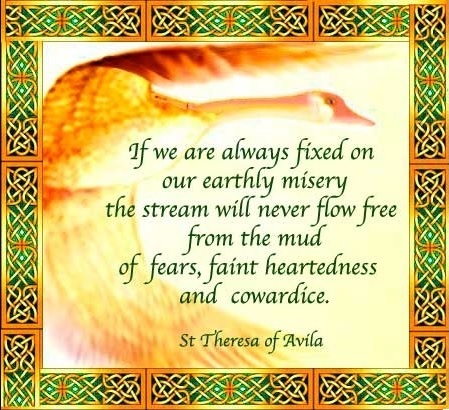 If we are always fixed on
our earthly misery
the stream will never flow free
from the mud
of fears, faint heartedness
and cowardice.
St Theresa of Avila